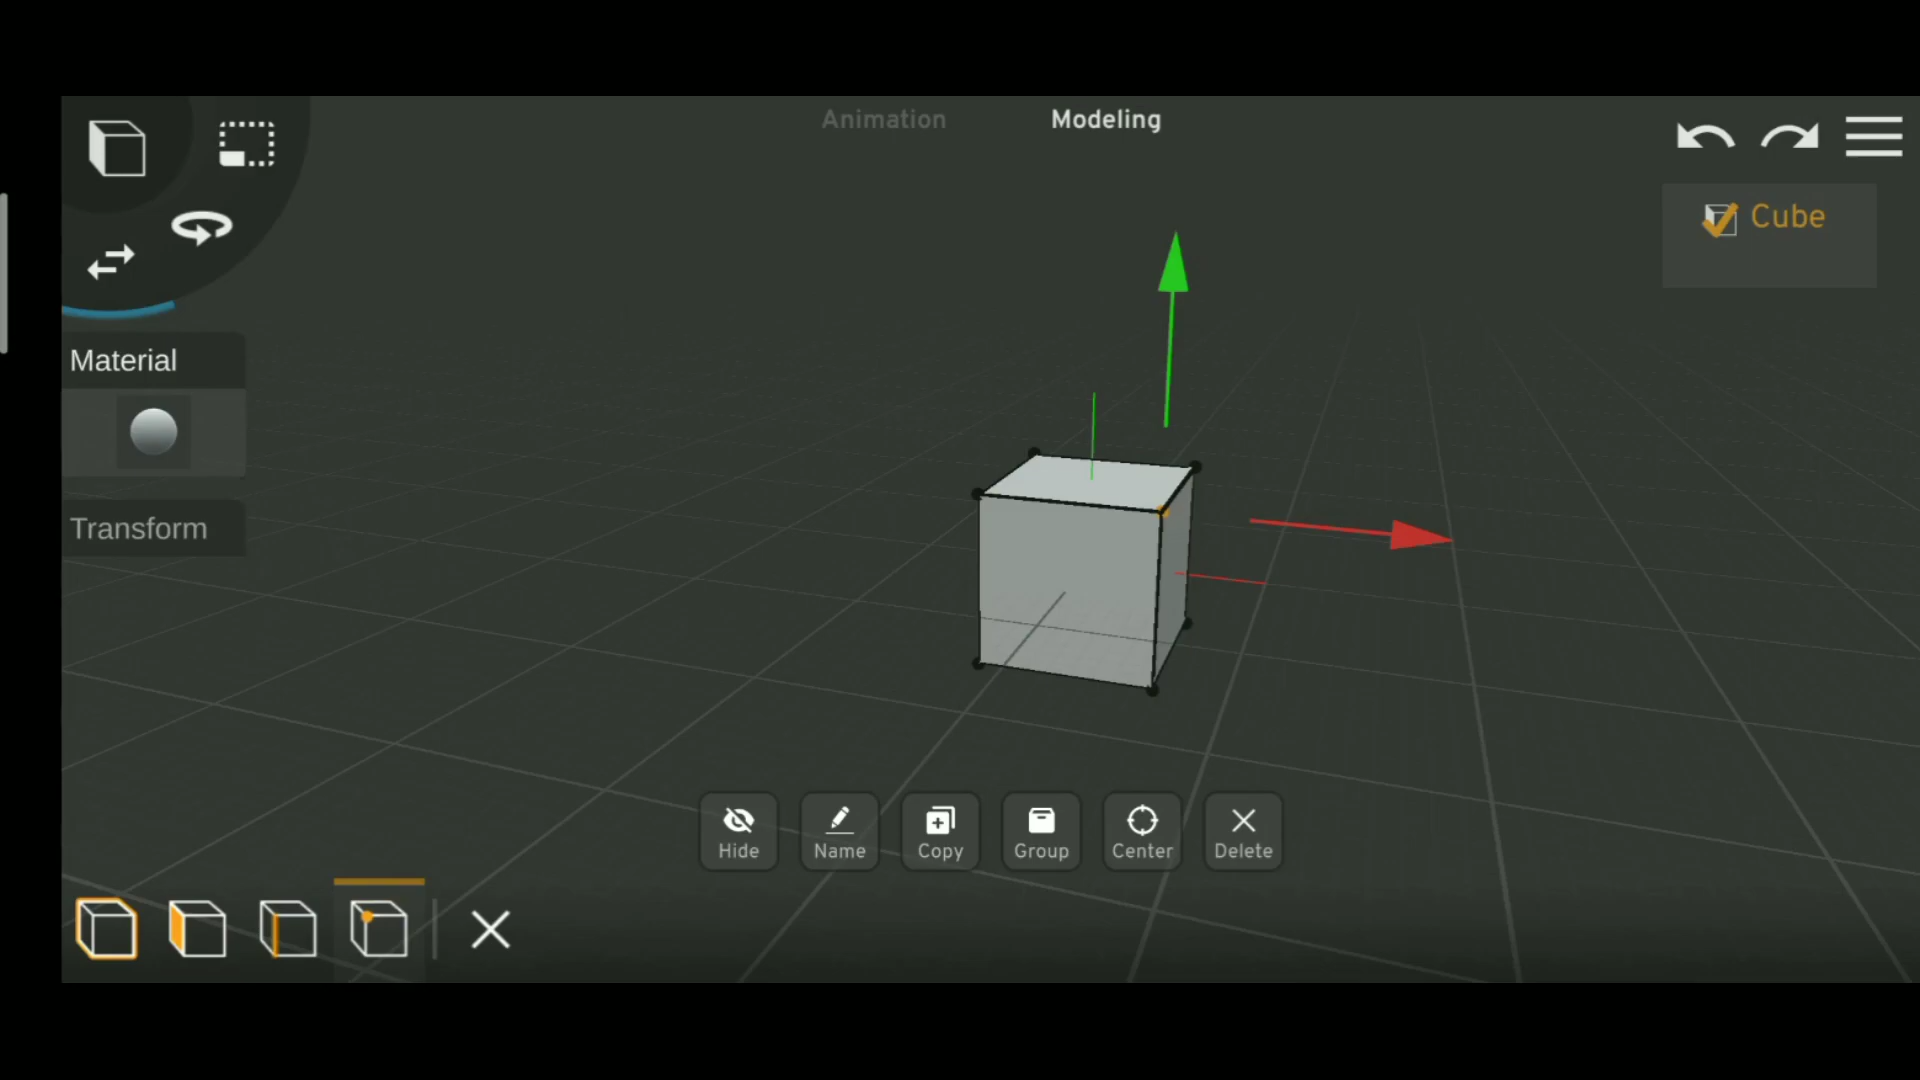 Animation Modeling
Cube
Material
Transform
Hide Name Copy Group Center Delete